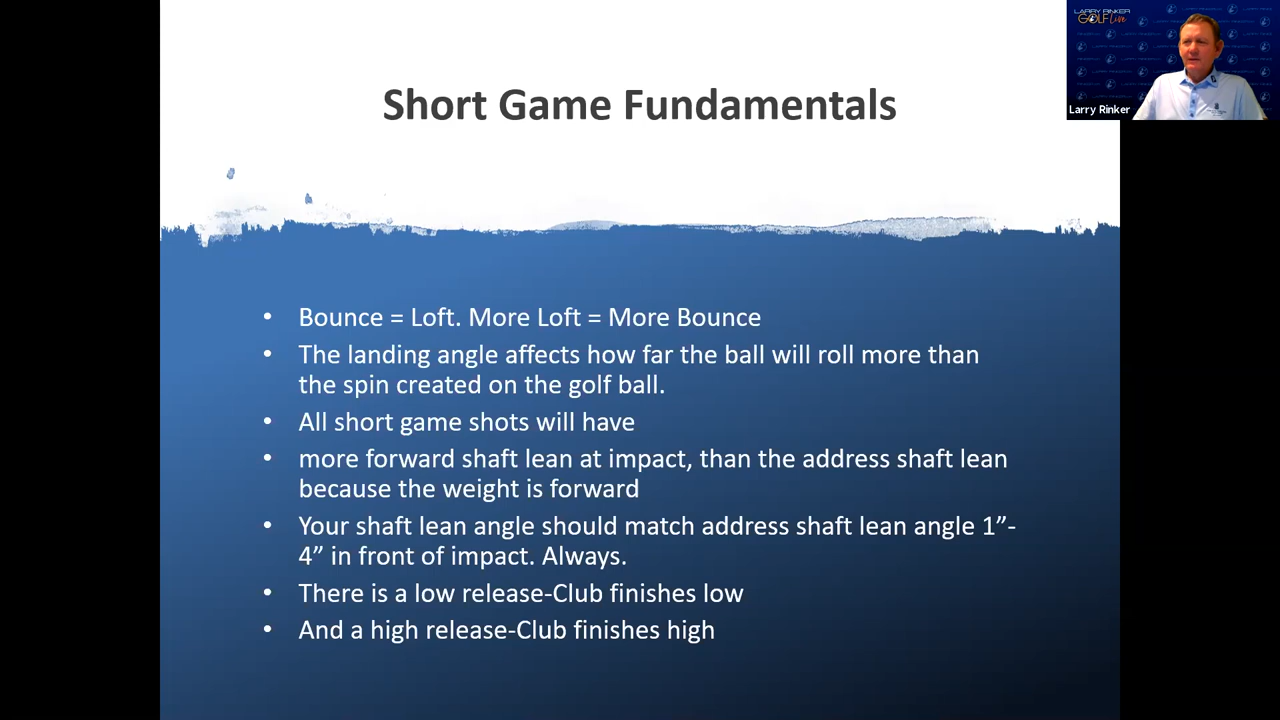 LARRY RINKER
GOLF Live
Larry Rinker
Short Game Fundamentals
• Bounce = Loft. More Loft = More Bounce
• The landing angle affects how far the ball will roll more than
the spin created on the golf ball.
• All short game shots will have
• more forward shaft lean at impact, than the address shaft lean
because the weight is forward
• Your shaft lean angle should match address shaft lean angle 1”-
4” in front of impact. Always.
• There is a low release-Club finishes low
• And a high release-Club finishes high